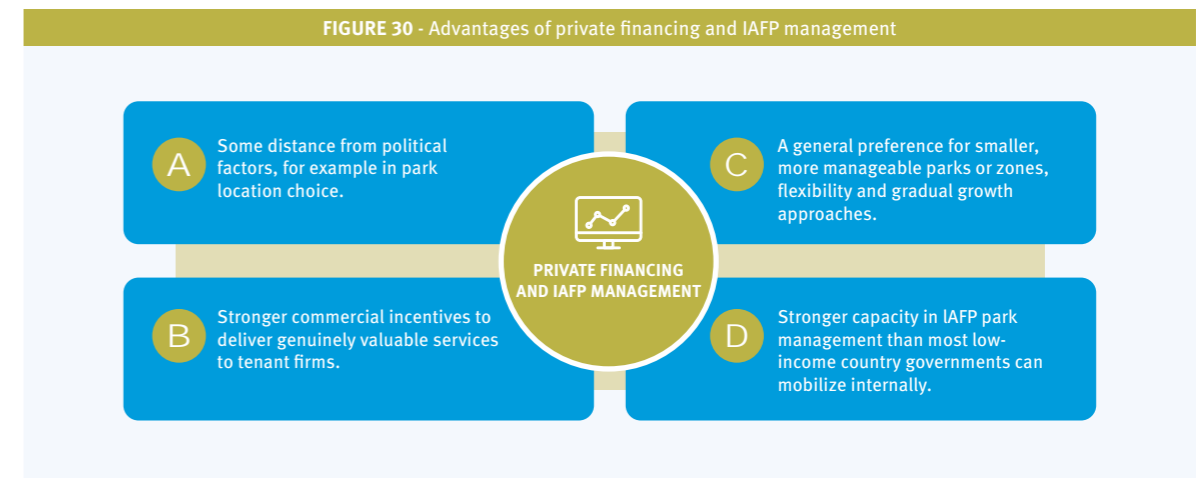 FIGURE 30 - Advantages of private financing and IAFP management
A
Some distance from political
factors, for example in park
location choice.
B
Stronger commercial incentives to
deliver genuinely valuable services
to tenant firms.
PRIVATE FINANCING
AND IAFP MANAGEMENT
C
A general preference for smaller,
more manageable parks or zones,
flexibility and gradual growth
approaches.
D
Stronger capacity in lAFP park
management than most low-
income country governments can
mobilize internally.